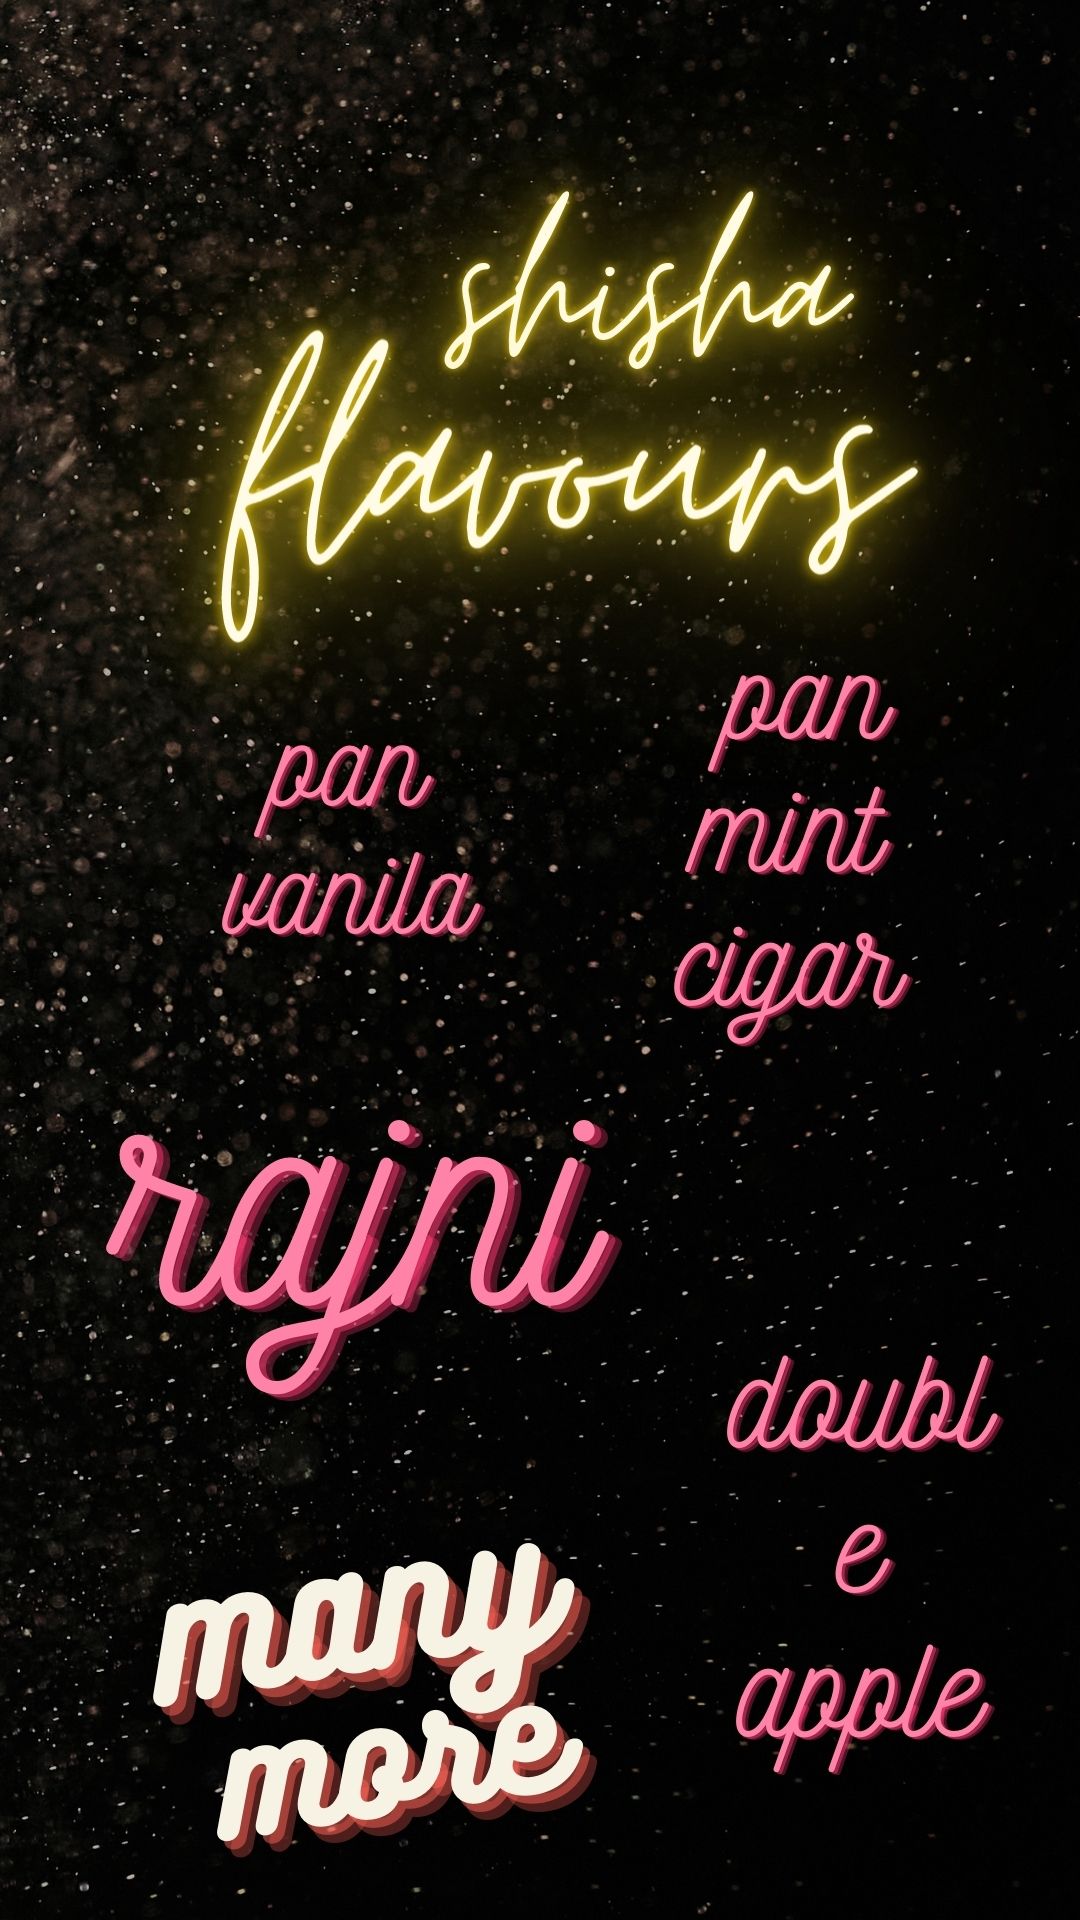 shisha
flavours
pan
vanila
pan
mint
cigar
rajni
doubl
e
apple
many
more